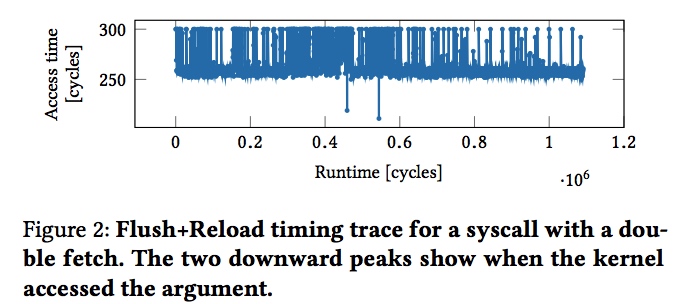 300
250
Access time
[cycles]
0 0.2 0.4 0.6 0.8 1 1.2
Runtime [cycles]
·10⁶
Figure 2: Flush+Reload timing trace for a syscall with a dou-
ble fetch. The two downward peaks show when the kernel
accessed the argument.